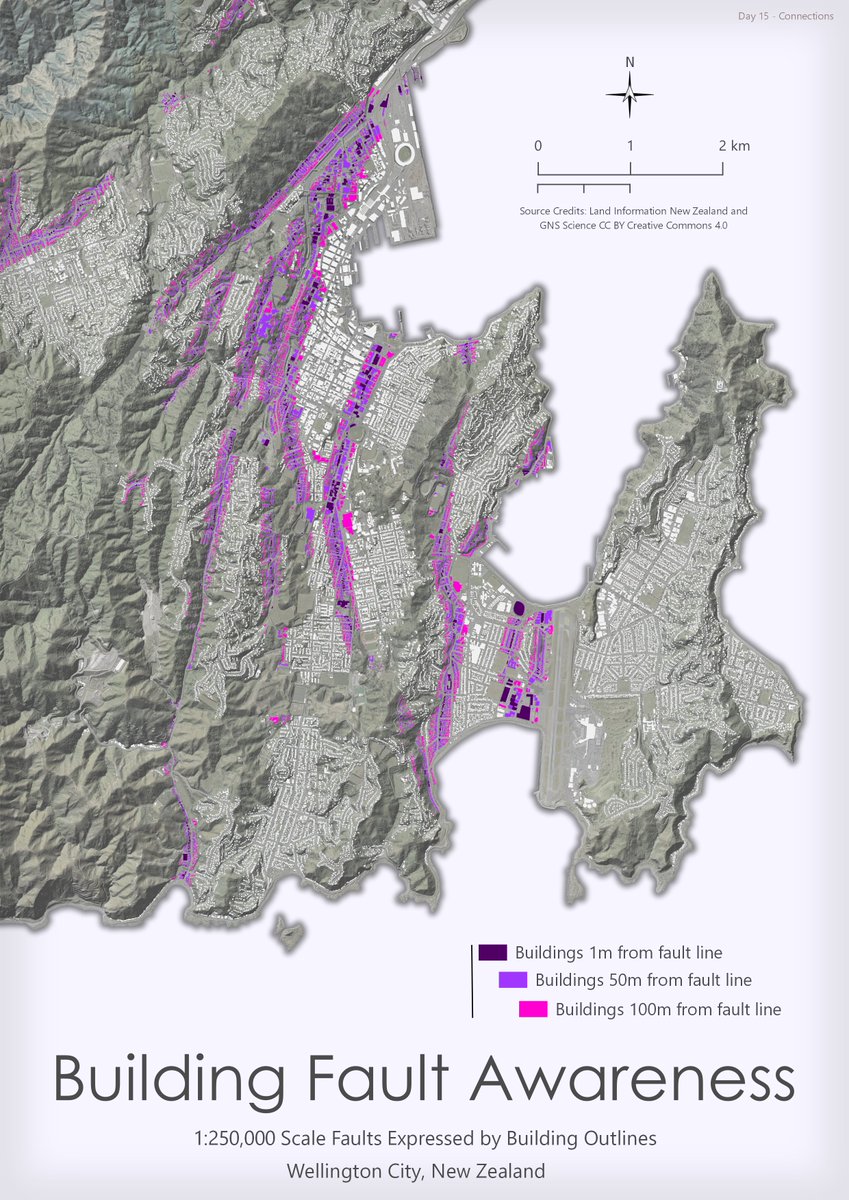 Day 15 - Connections
N
0 1 2 km
Source Credits: Land Information New Zealand and
GNS Science CC BY Creative Commons 4.0
Buildings 1m from fault line
Buildings 50m from fault line
Buildings 100m from fault line
Building Fault Awareness
1:250,000 Scale Faults Expressed by Building Outlines
Wellington City, New Zealand